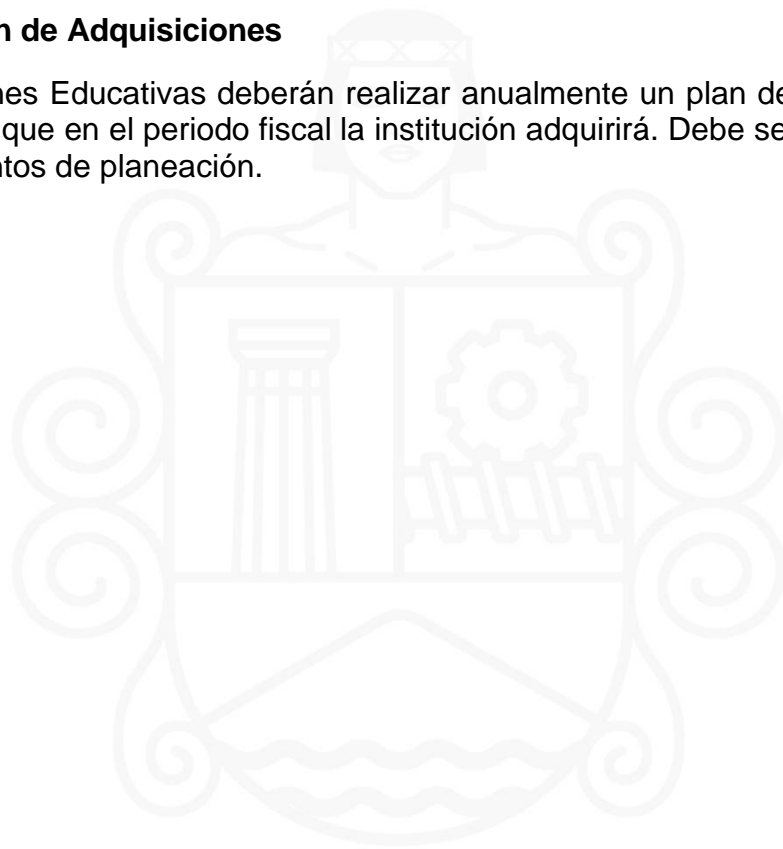 n de Adquisiciones
nes Educativas deberán realizar anualmente un plan de
que en el periodo fiscal la institución adquirirá. Debe se
ntos de planeación.